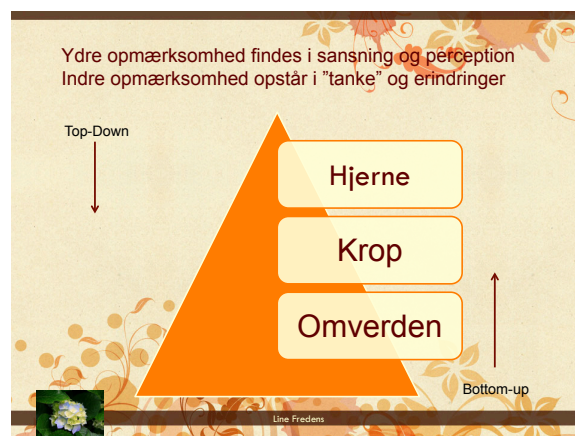 Ydre opmærksomhed findes i sansning og perception
Indre opmærksomhed opstår i ”tanke” og erindringer
Top-Down
Hjerne
Krop
Omverden
Bottom-up
Line Fredens